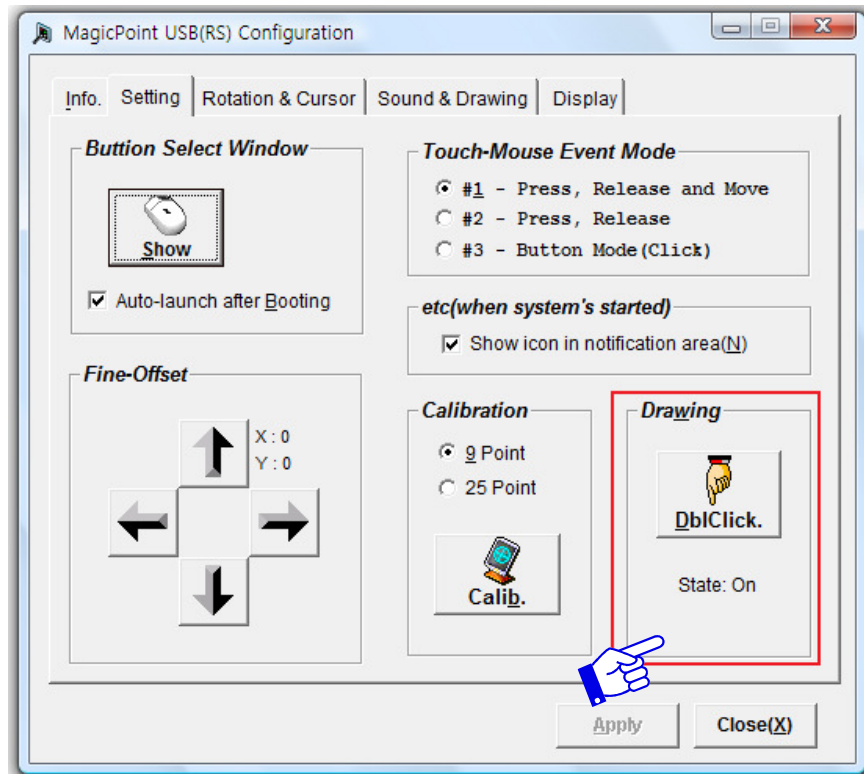 MagicPoint USB(RS) Configuration
Info. Setting Rotation & Cursor Sound & Drawing Display
Buttion Select Window
Show
Auto-launch after Booting
Fine-Offset
X : 0
Y : 0
Touch-Mouse Event Mode
#1 - Press, Release and Move
#2 - Press, Release
#3 - Button Mode(Click)
etc(when system's started)
Show icon in notification area(N)
Calibration
9 Point
25 Point
Calib.
Drawing
DblClick.
State: On
Apply Close(X)